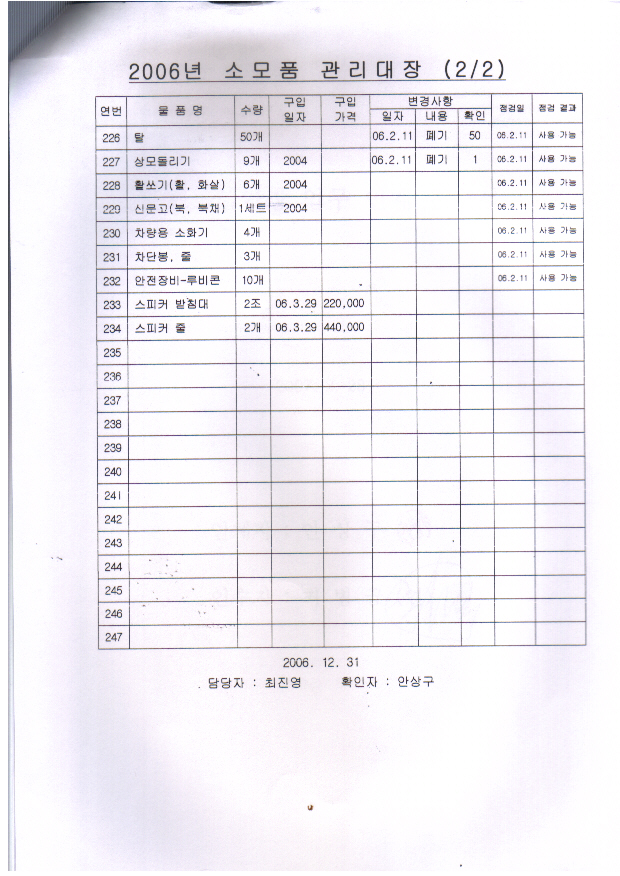 2006년 소모품 관리대장 (2/2)
연번 물품명 수량 구입 일자 구입 가격 변경사항 일자 내용 확인 점검일 점검 결과
226 탈 50개 06.2.11 폐기 50 06.2.11 사용 가능
227 상모돌리기 9개 2004 06.2.11 폐기 1 06.2.11 사용 가능
228 활쏘기(활, 화살) 6개 2004 06.2.11 사용 가능
229 신문고(북, 북채) 1세트 2004 06.2.11 사용 가능
230 차량용 소화기 4개 06.2.11 사용 가능
231 차단봉, 줄 3개 06.2.11 사용 가능
232 안전장비-루비콘 10개 06.2.11 사용 가능
233 스피커 받침대 2조 06.3.29 220,000
234 스피커 줄 2개 06.3.29 440,000
235
236
237
238
239
240
241
242
243
244
245
246
247
2006. 12. 31
담당자 : 최진영 확인자 : 안상구